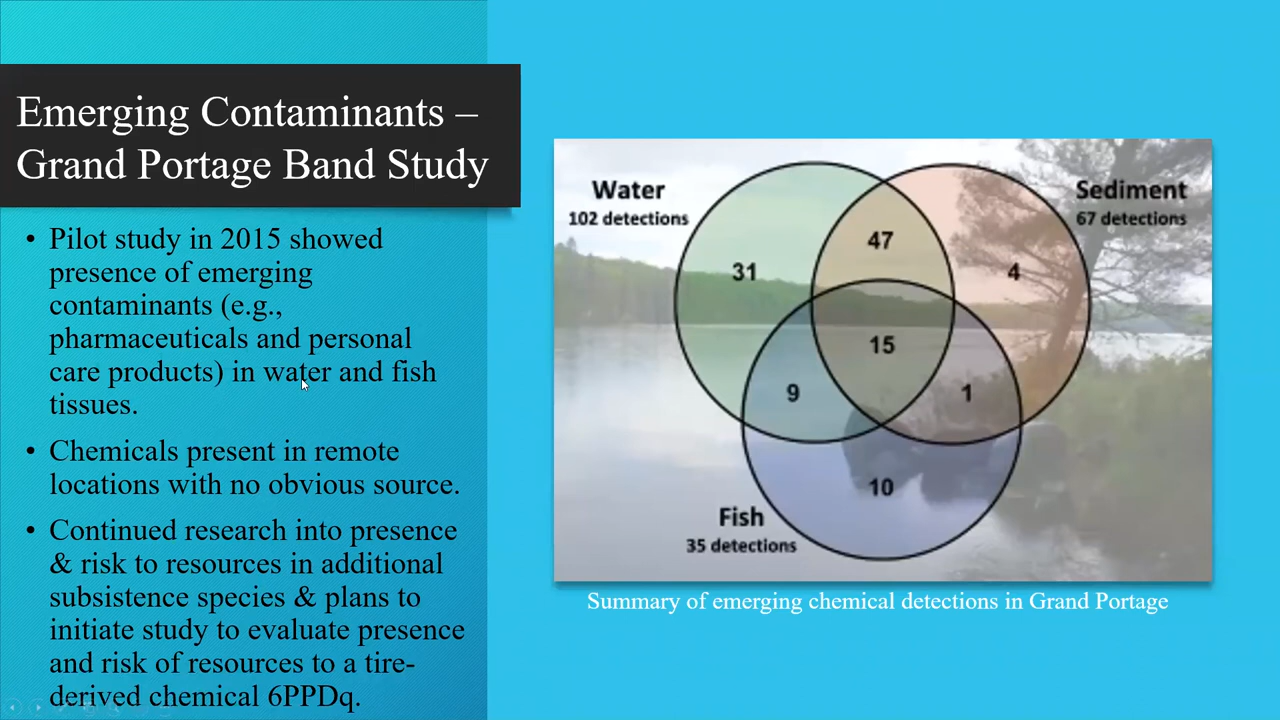 Emerging Contaminants –
Grand Portage Band Study
• Pilot study in 2015 showed
presence of emerging
contaminants (e.g.,
pharmaceuticals and personal
care products) in water and fish
tissues.
• Chemicals present in remote
locations with no obvious source.
• Continued research into presence
& risk to resources in additional
subsistence species & plans to
initiate study to evaluate presence
and risk of resources to a tire-
derived chemical 6PPDq.
Water
102 detections
Sediment
67 detections
47
31
4
15
9
1
10
Fish
35 detections
Summary of emerging chemical detections in Grand Portage